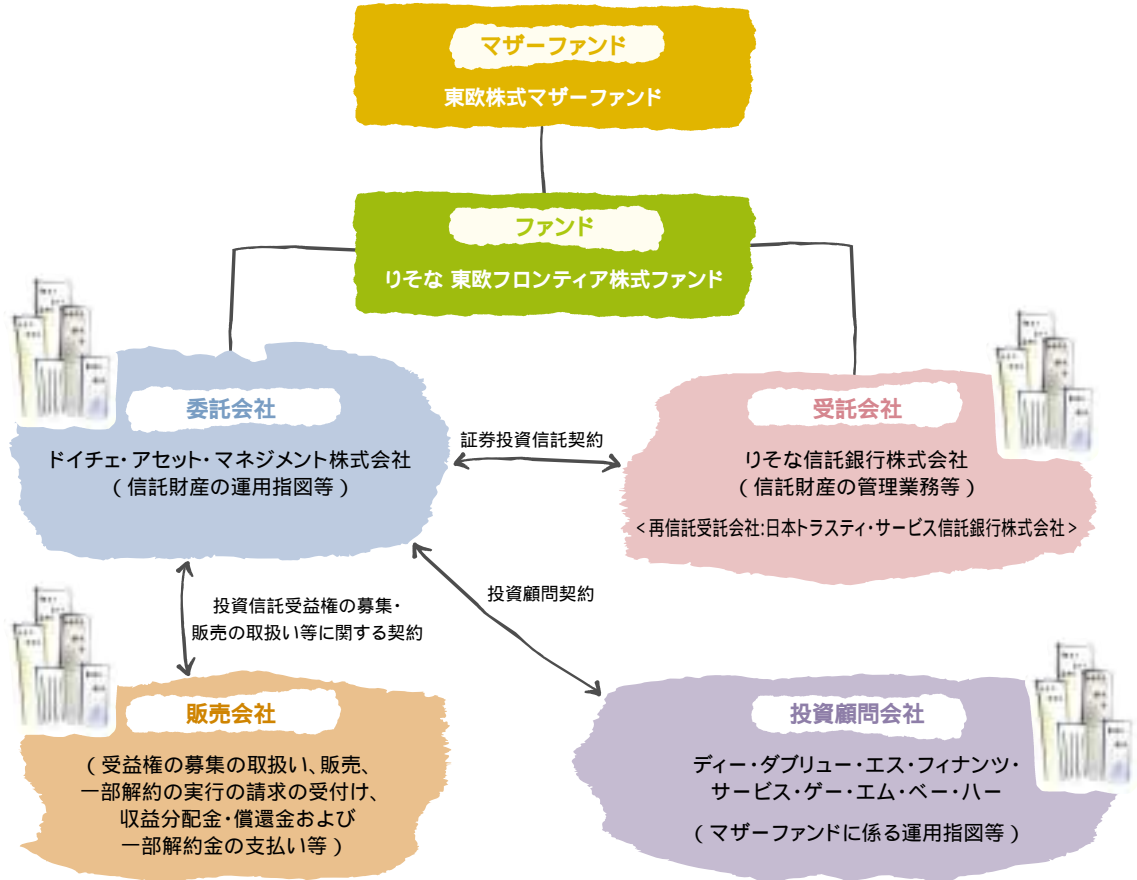 マザーファンド
東欧株式マザーファンド
ファンド
りそな 東欧フロンティア株式ファンド
委託会社
ドイチェ・アセット・マネジメント株式会社
(信託財産の運用指図等)
証券投資信託契約
受託会社
りそな信託銀行株式会社
(信託財産の管理業務等)
<再信託受託会社:日本トラスティ・サービス信託銀行株式会社>
投資信託受益権の募集・
販売の取扱い等に関する契約
投資顧問契約
販売会社
(受益権の募集の取扱い、販売、
一部解約の実行の請求の受付け、
収益分配金・償還金および
一部解約金の支払い等)
投資顧問会社
ディー・ダブリュー・エス・フィナンツ・
サービス・ゲー・エム・ベー・ハー
(マザーファンドに係る運用指図等)